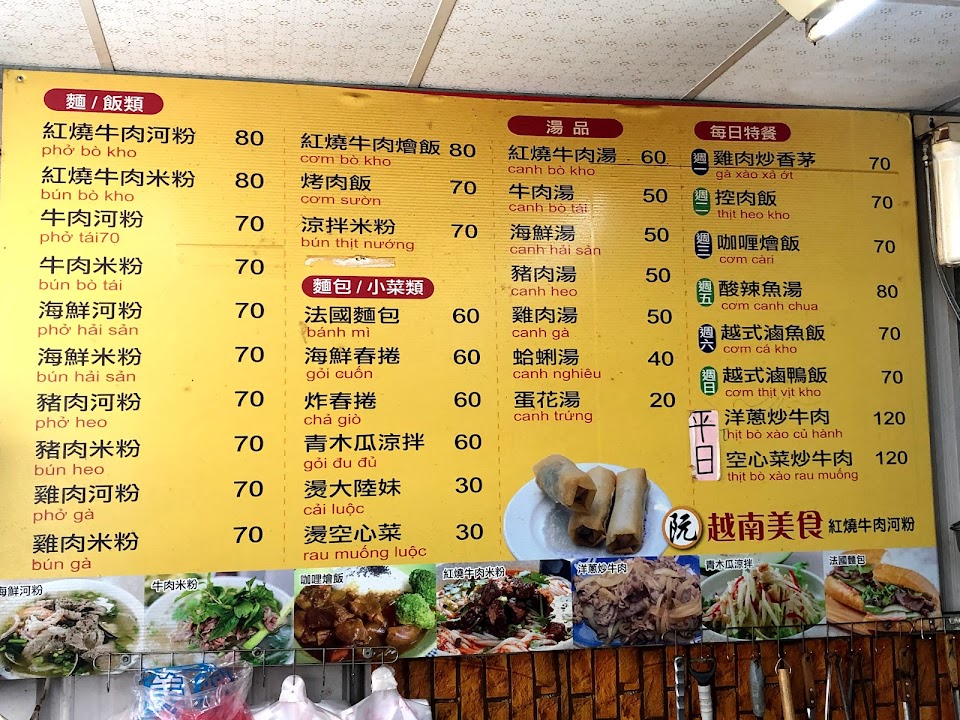 麵 / 飯類
紅燒牛肉河粉 80
phở bò kho
紅燒牛肉米粉 80
bún bò kho
牛肉河粉 70
phở tái70
牛肉米粉 70
bún bò tái
海鮮河粉 70
phở hải sản
海鮮米粉 70
bún hải sản
豬肉河粉 70
phở heo
豬肉米粉 70
bún heo
雞肉河粉 70
phở gà
雞肉米粉 70
bún gà
紅燒牛肉燴飯 80
cơm bò kho
烤肉飯 70
cơm sườn
涼拌米粉 70
bún thịt nướng
麵包 / 小菜類
法國麵包 60
bánh mì
海鮮春捲 60
gỏi cuốn
炸春捲 60
chả giò
青木瓜涼拌 60
gỏi đu đủ
燙大陸妹 30
cải luộc
燙空心菜 30
rau muống luộc
湯 品
紅燒牛肉湯 60
canh bò kho
牛肉湯 50
canh bò tái
海鮮湯 50
canh hải sản
豬肉湯 50
canh heo
雞肉湯 50
canh gà
蛤蜊湯 40
canh nghiêu
蛋花湯 20
canh trứng
每日特餐
週一 雞肉炒香茅 70
gà xào xả ớt
週二 控肉飯 70
thịt heo kho
週三 咖哩燴飯 70
cơm càri
週五 酸辣魚湯 80
cơm canh chua
週六 越式滷魚飯 70
cơm cá kho
週日 越式滷鴨飯 70
cơm thịt vịt kho
平日
洋蔥炒牛肉 120
thịt bò xào củ hành
空心菜炒牛肉 120
thịt bò xào rau muống
阮 越南美食 紅燒牛肉河粉
海鮮河粉
牛肉米粉
咖哩燴飯
紅燒牛肉米粉
洋蔥炒牛肉
青木瓜涼拌
法國麵包